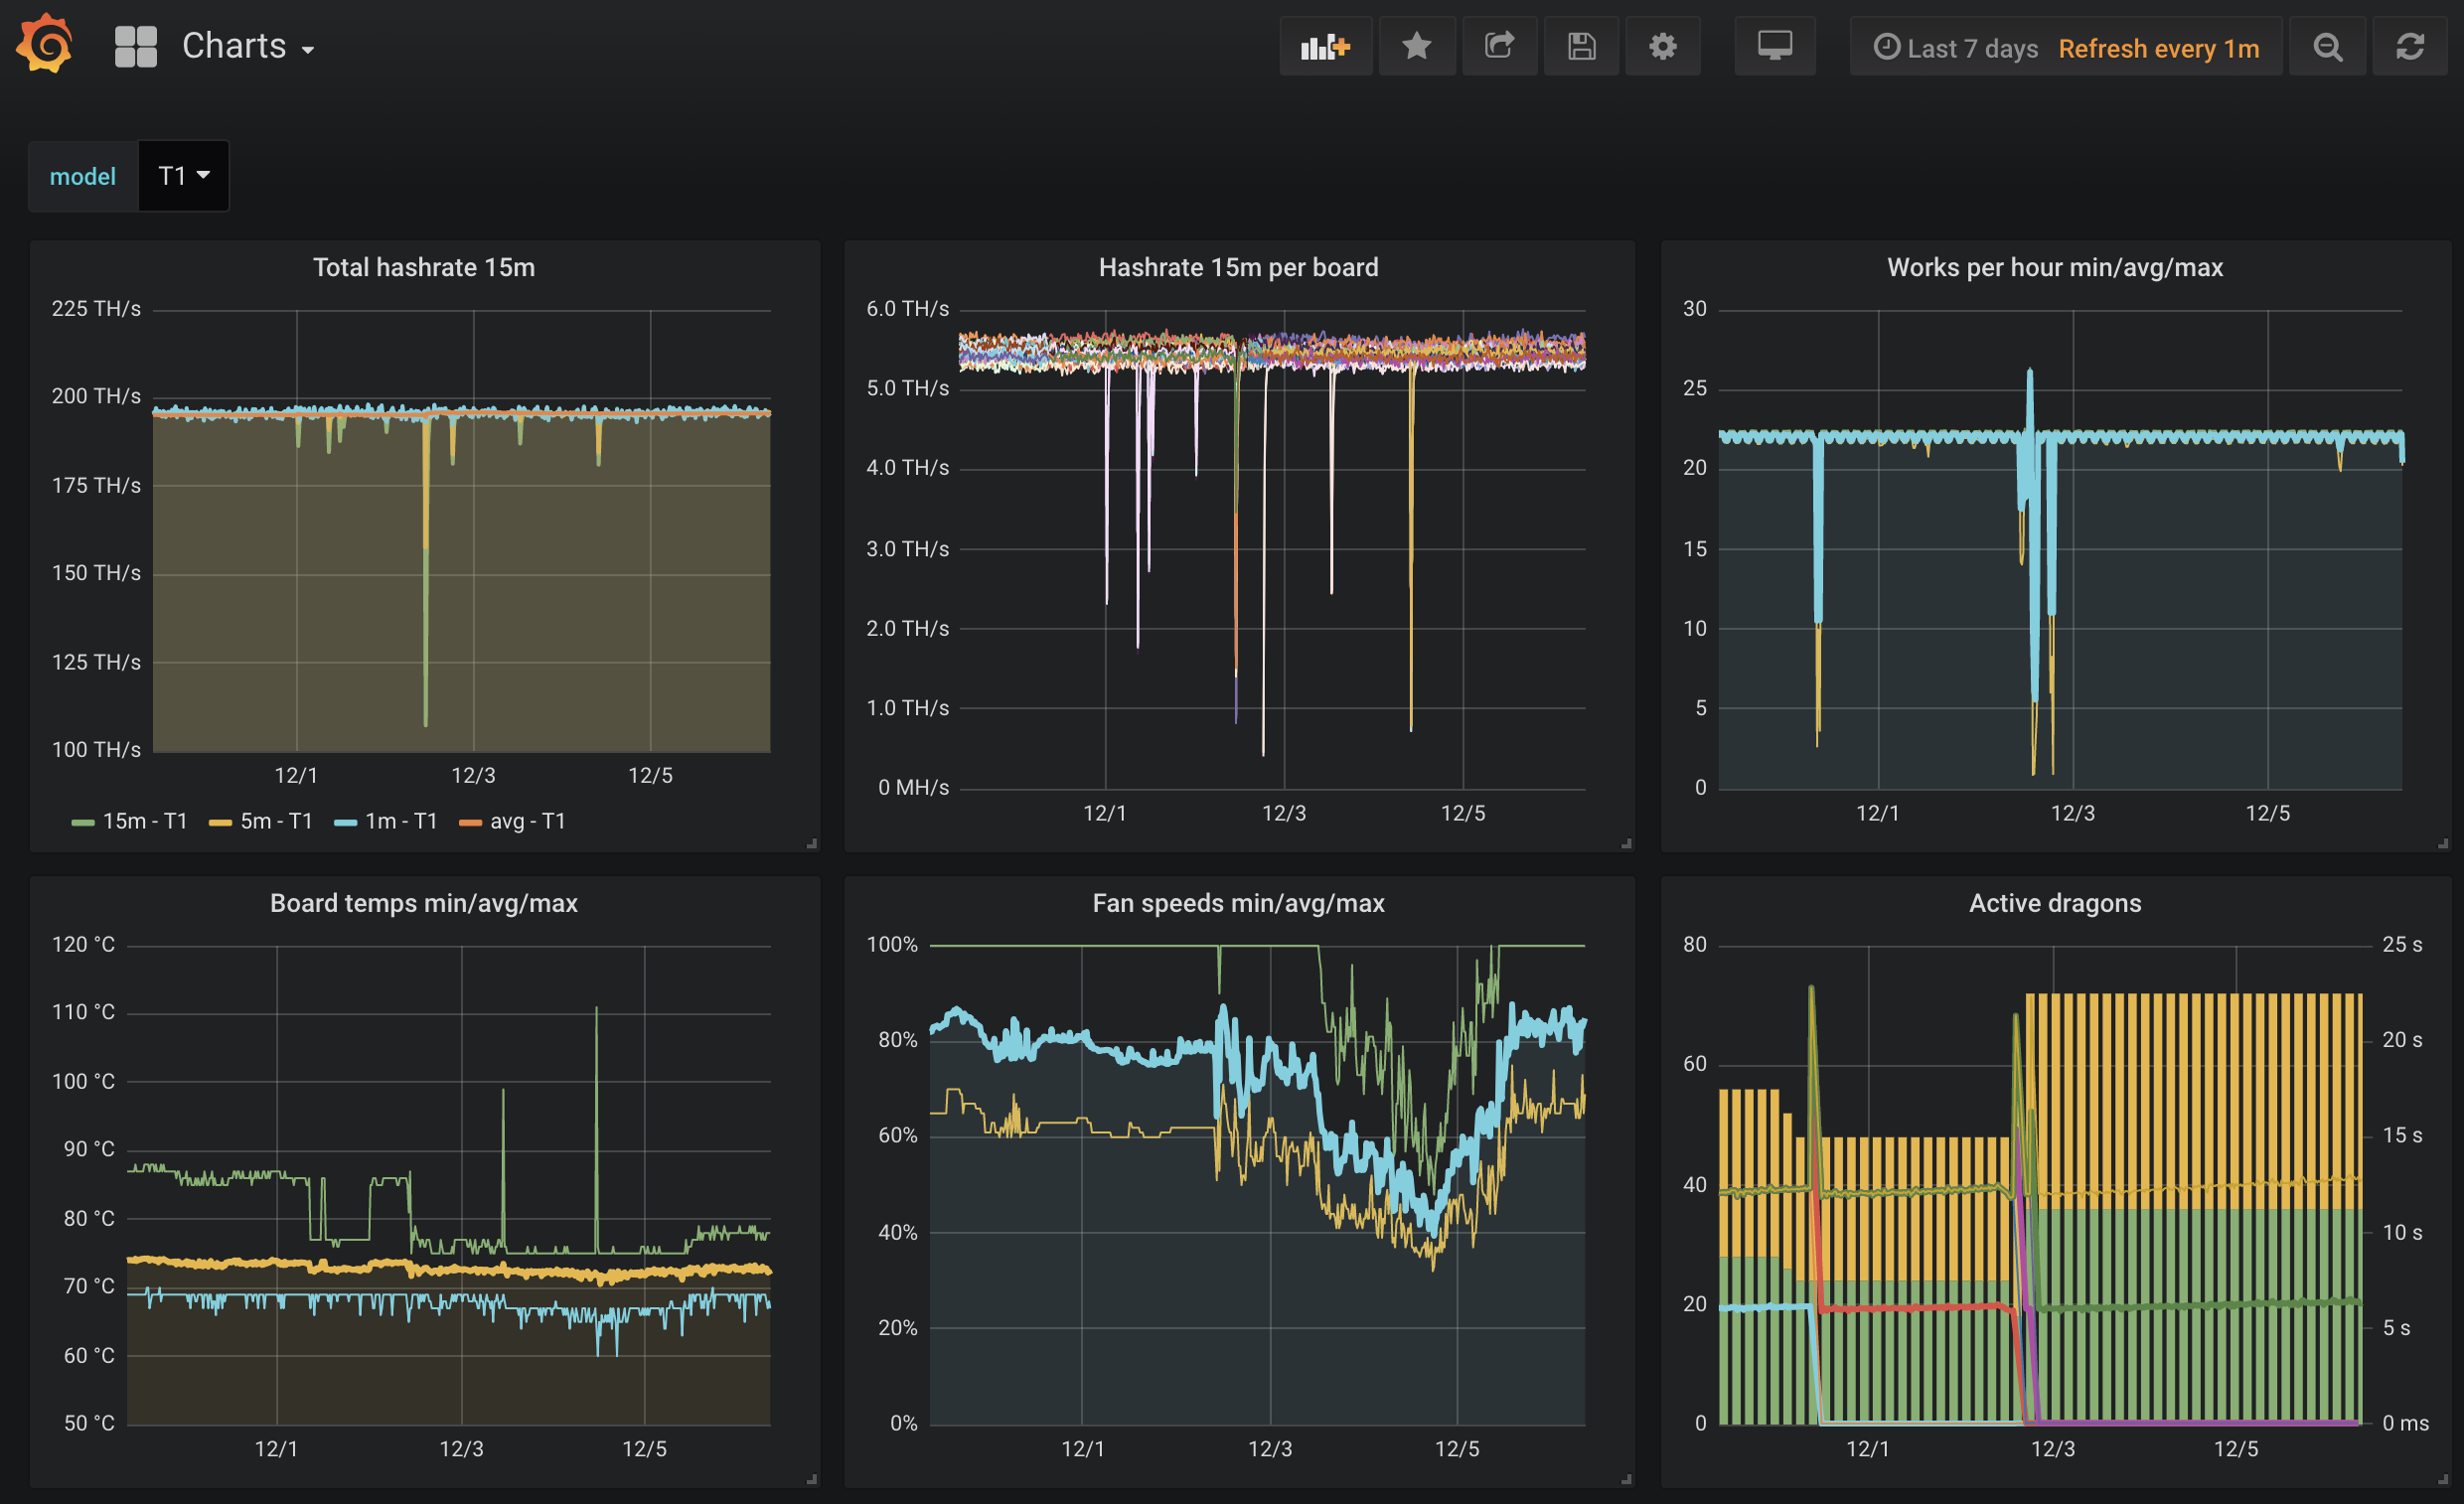 Charts
Last 7 days Refresh every 1m
model T1
Total hashrate 15m
225 TH/s
200 TH/s
175 TH/s
150 TH/s
125 TH/s
100 TH/s
12/1 12/3 12/5
15m - T1 5m - T1 1m - T1 avg - T1
Hashrate 15m per board
6.0 TH/s
5.0 TH/s
4.0 TH/s
3.0 TH/s
2.0 TH/s
1.0 TH/s
0 MH/s
12/1 12/3 12/5
Works per hour min/avg/max
30
25
20
15
10
5
0
12/1 12/3 12/5
Board temps min/avg/max
120 °C
110 °C
100 °C
90 °C
80 °C
70 °C
60 °C
50 °C
12/1 12/3 12/5
Fan speeds min/avg/max
100%
80%
60%
40%
20%
0%
12/1 12/3 12/5
Active dragons
80 25 s
20 s
60
15 s
40
10 s
20
5 s
0 0 ms
12/1 12/3 12/5